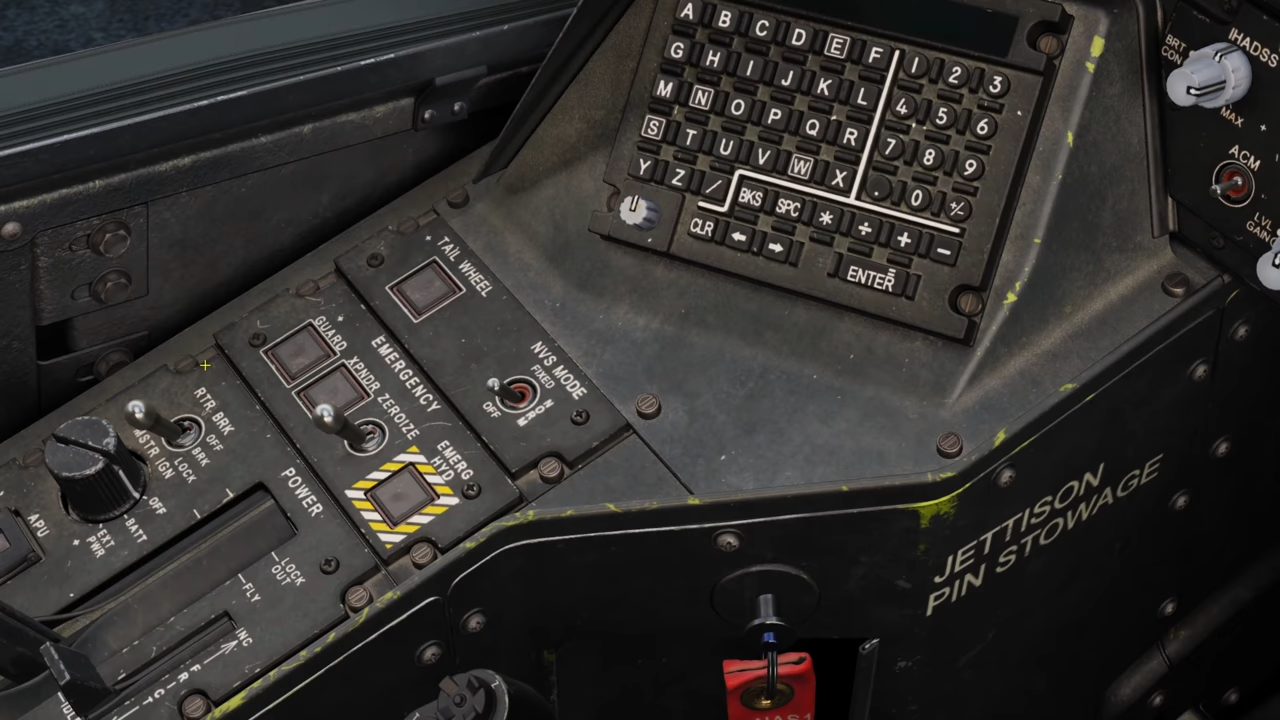 A B C D E F 1 2 3
G H I J K L 4 5 6
M N O P Q R 7 8 9
S T U V W X . 0 +/-
Y Z / BKS SPC * ÷ + −
CLR ← → ENTER
IHADSS
BRT
CON
MAX
ACM
LVL
GAIN
TAIL WHEEL
NVS MODE
FIXED
NORM
OFF
GUARD
XPNDR
EMERGENCY
ZEROIZE
EMERG
HYD
RTR BRK
OFF
BRK
LOCK
MSTR IGN
OFF
BATT
EXT
PWR
APU
POWER
LOCK
OUT
FLY
INC
JETTISON
PIN STOWAGE